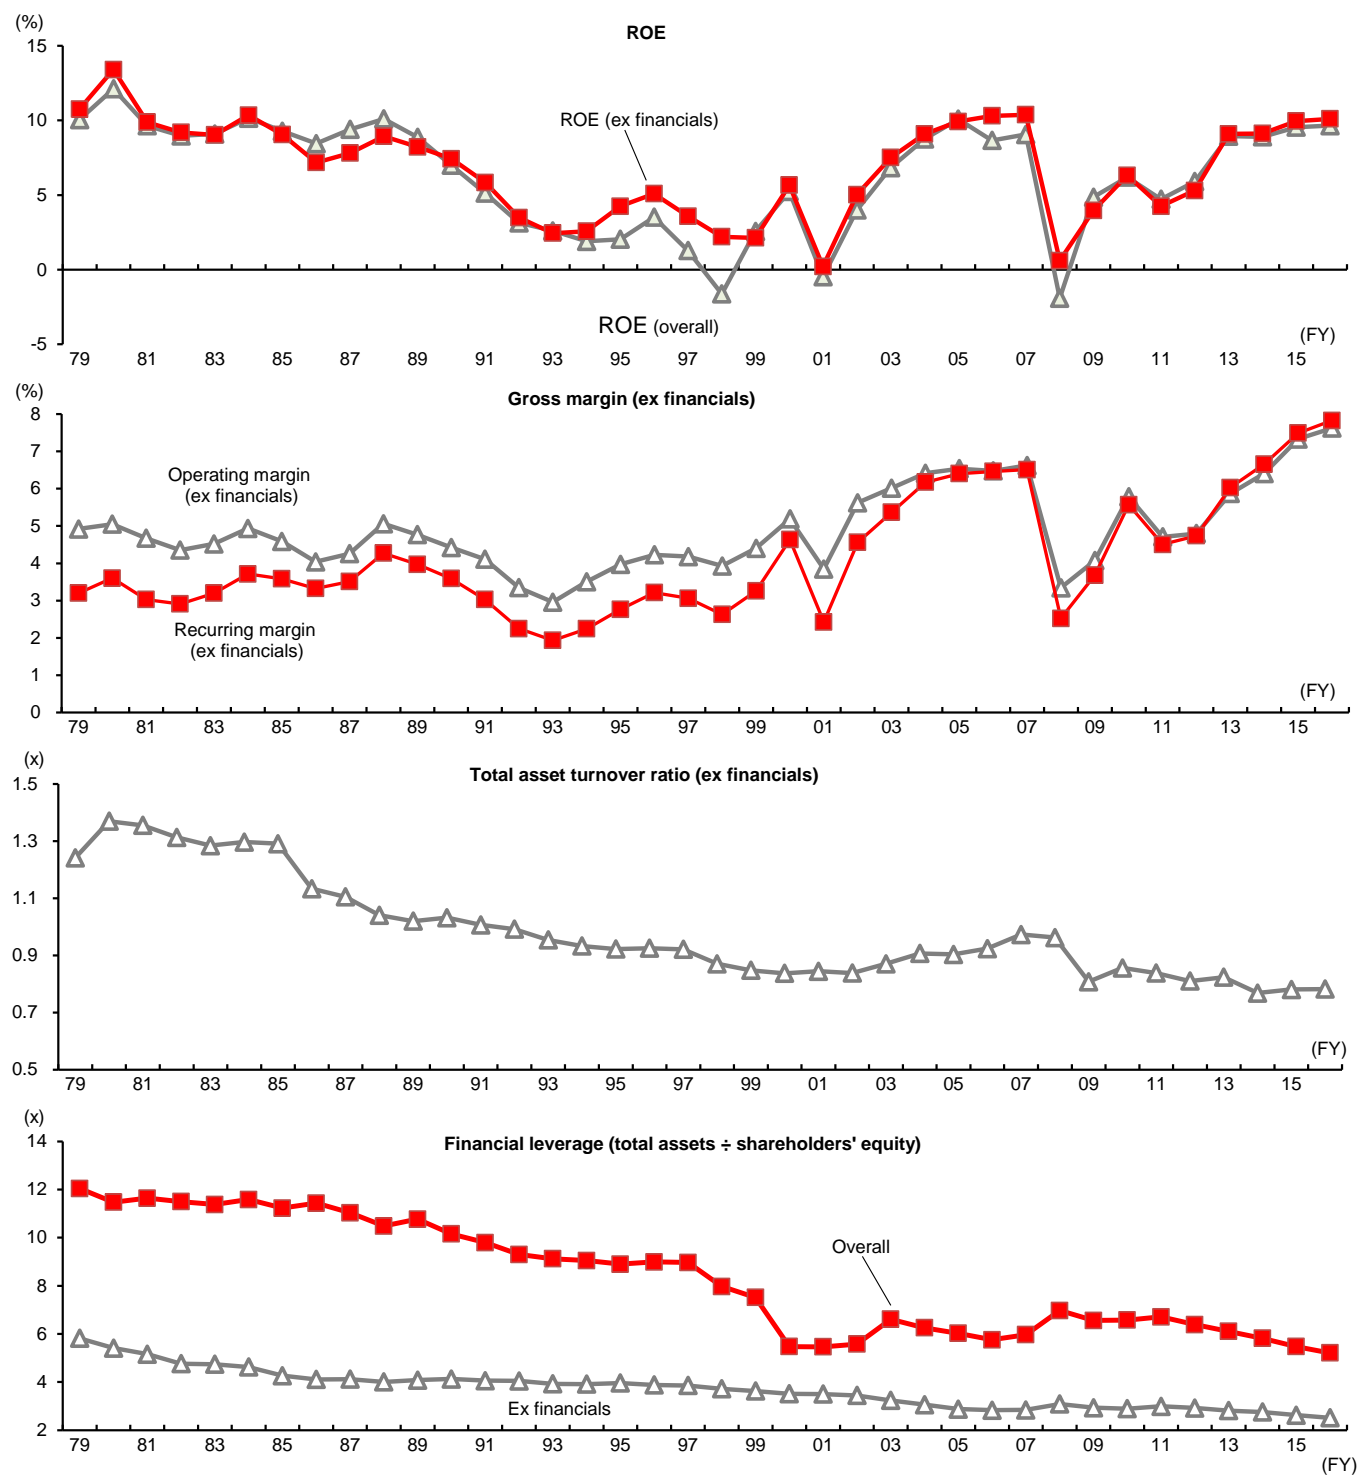 (%)
ROE
15
10
5
0
-5
ROE (ex financials)
ROE (overall)
(FY)
79 81 83 85 87 89 91 93 95 97 99 01 03 05 07 09 11 13 15
(%)
Gross margin (ex financials)
8
7
6
5
4
3
2
1
0
Operating margin
(ex financials)
Recurring margin
(ex financials)
(FY)
79 81 83 85 87 89 91 93 95 97 99 01 03 05 07 09 11 13 15
(x)
Total asset turnover ratio (ex financials)
1.5
1.3
1.1
0.9
0.7
0.5
(FY)
79 81 83 85 87 89 91 93 95 97 99 01 03 05 07 09 11 13 15
(x)
Financial leverage (total assets ÷ shareholders' equity)
14
12
10
8
6
4
2
Overall
Ex financials
79 81 83 85 87 89 91 93 95 97 99 01 03 05 07 09 11 13 15
(FY)